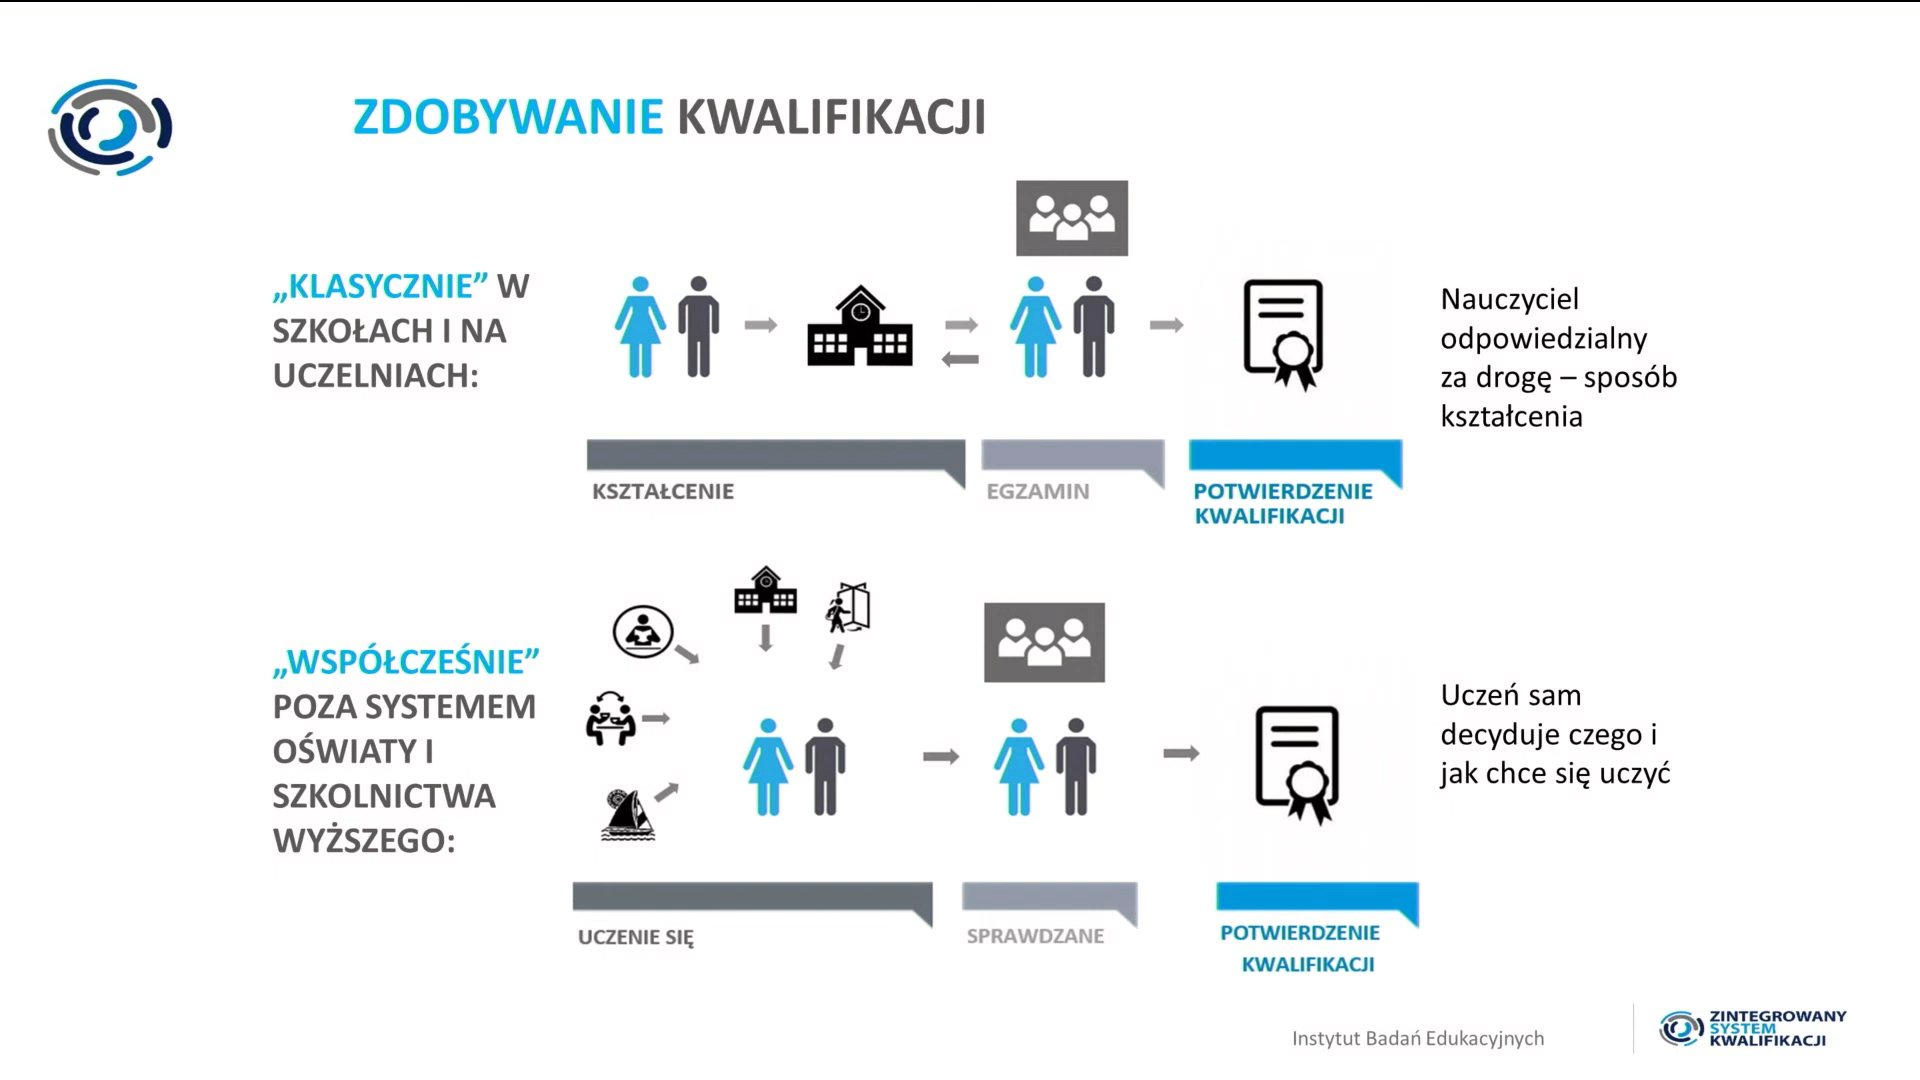 ZDOBYWANIE KWALIFIKACJI
„KLASYCZNIE” W
SZKOŁACH I NA
UCZELNIACH:
Nauczyciel
odpowiedzialny
za drogę – sposób
kształcenia
KSZTAŁCENIE
EGZAMIN
POTWIERDZENIE
KWALIFIKACJI
„WSPÓŁCZEŚNIE”
POZA SYSTEMEM
OŚWIATY I
SZKOLNICTWA
WYŻSZEGO:
Uczeń sam
decyduje czego i
jak chce się uczyć
UCZENIE SIĘ
SPRAWDZANE
POTWIERDZENIE
KWALIFIKACJI
Instytut Badań Edukacyjnych
ZINTEGROWANY
SYSTEM
KWALIFIKACJI